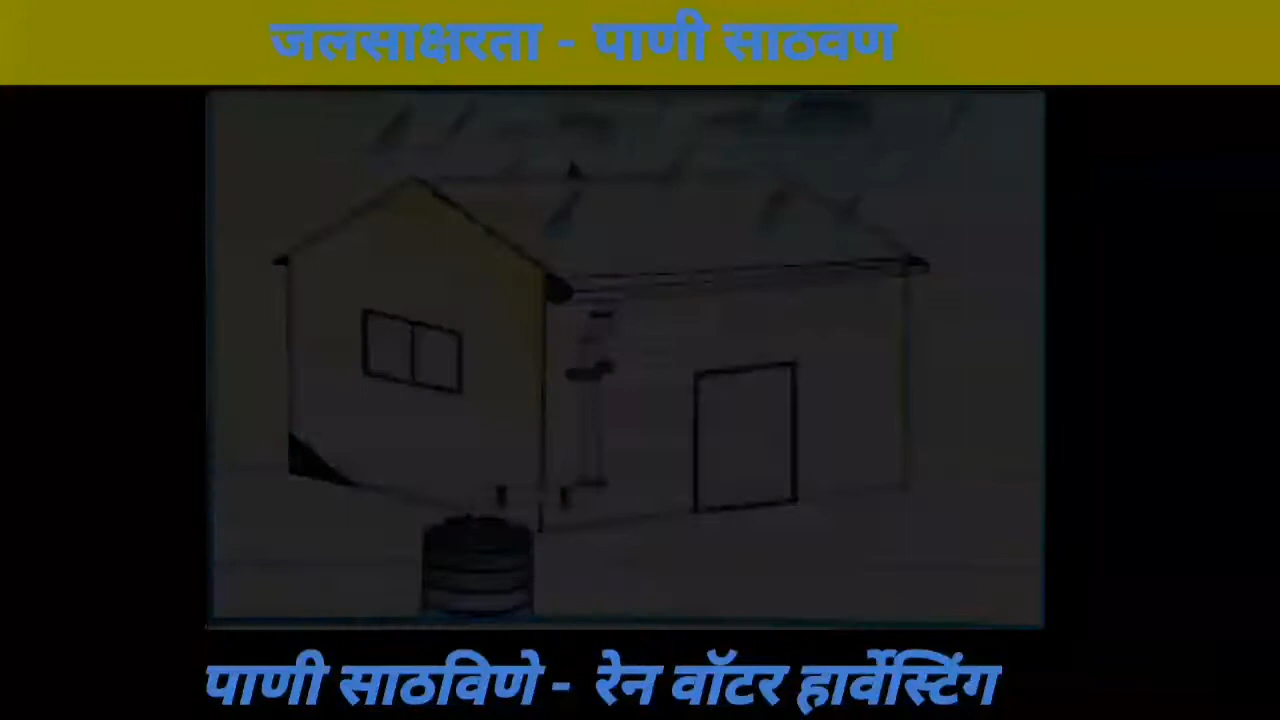 जलसाक्षरता - पाणी साठवण
पाणी साठविणे - रेन वॉटर हार्वेस्टिंग